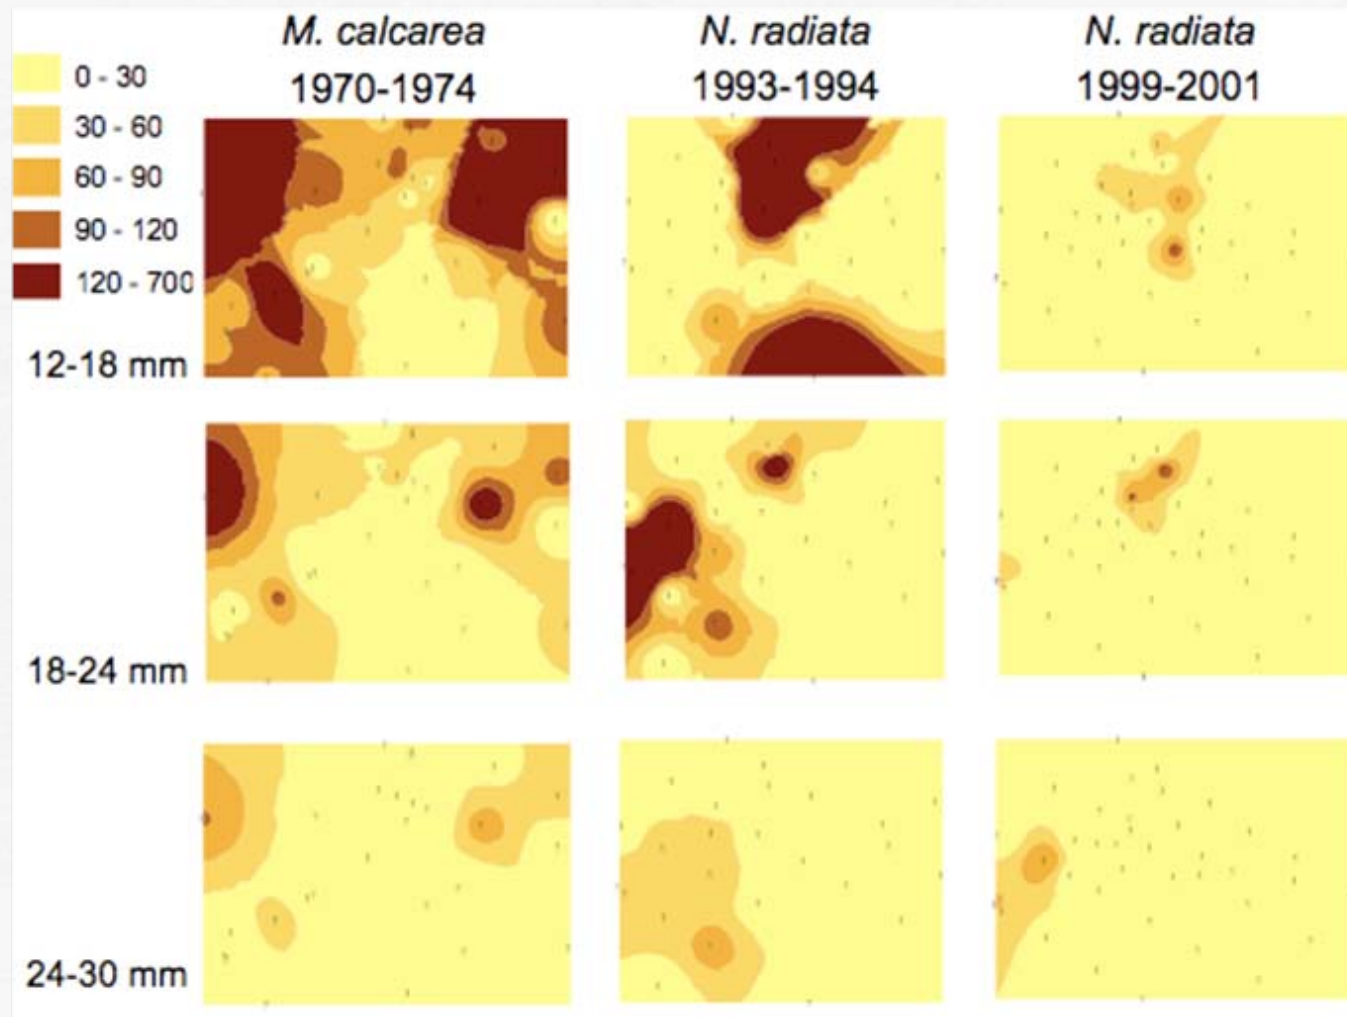 M. calcarea
1970-1974
N. radiata
1993-1994
N. radiata
1999-2001
0 - 30
30 - 60
60 - 90
90 - 120
120 - 700
12-18 mm
18-24 mm
24-30 mm